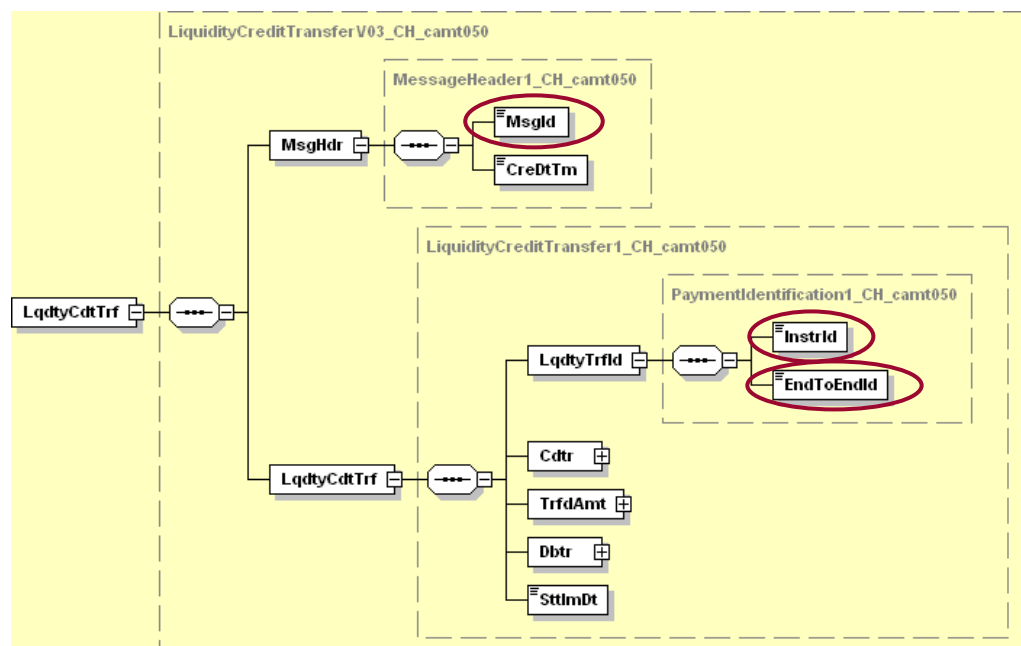 LiquidityCreditTransferV03_CH_camt050
MessageHeader1_CH_camt050
MsgId
MsgHdr
CreDtTm
LiquidityCreditTransfer1_CH_camt050
PaymentIdentification1_CH_camt050
LqdtyCdtTrf
InstrId
LqdtyTrfId
EndToEndId
Cdtr
LqdtyCdtTrf
TrfdAmt
Dbtr
SttlmDt